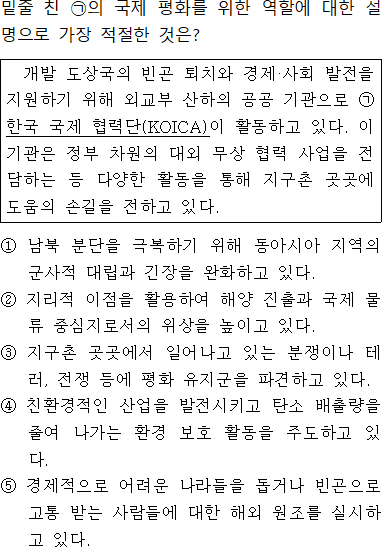 밑줄 친 ㉠의 국제 평화를 위한 역할에 대한 설
명으로 가장 적절한 것은?
개발 도상국의 빈곤 퇴치와 경제·사회 발전을
지원하기 위해 외교부 산하의 공공 기관으로 ㉠
한국 국제 협력단(KOICA)이 활동하고 있다. 이
기관은 정부 차원의 대외 무상 협력 사업을 전
담하는 등 다양한 활동을 통해 지구촌 곳곳에
도움의 손길을 전하고 있다.
① 남북 분단을 극복하기 위해 동아시아 지역의
군사적 대립과 긴장을 완화하고 있다.
② 지리적 이점을 활용하여 해양 진출과 국제 물
류 중심지로서의 위상을 높이고 있다.
③ 지구촌 곳곳에서 일어나고 있는 분쟁이나 테
러, 전쟁 등에 평화 유지군을 파견하고 있다.
④ 친환경적인 산업을 발전시키고 탄소 배출량을
줄여 나가는 환경 보호 활동을 주도하고 있
다.
⑤ 경제적으로 어려운 나라들을 돕거나 빈곤으로
고통 받는 사람들에 대한 해외 원조를 실시하
고 있다.